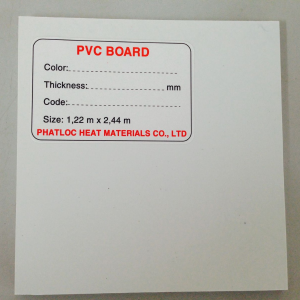 PVC BOARD
Color:
Thickness: mm
Code:
Size: 1,22 m x 2,44 m
PHATLOC HEAT MATERIALS CO., LTD